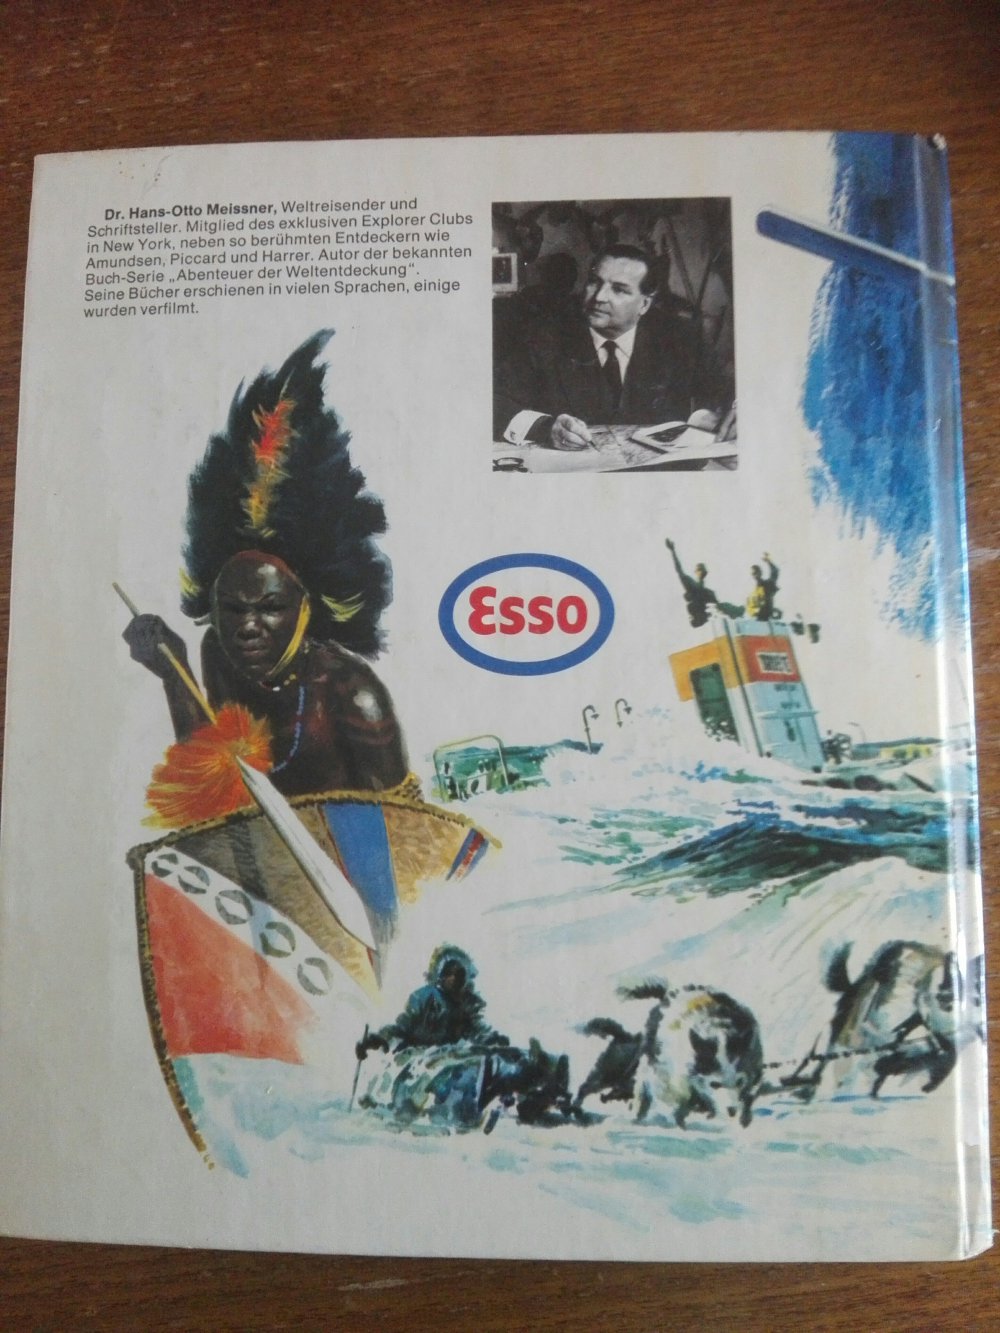 Dr. Hans-Otto Meissner, Weltreisender und
Schriftsteller. Mitglied des exklusiven Explorer Clubs
in New York, neben so berühmten Entdeckern wie
Amundsen, Piccard und Harrer. Autor der bekannten
Buch-Serie „Abenteuer der Weltentdeckung“.
Seine Bücher erschienen in vielen Sprachen, einige
wurden verfilmt.
Esso